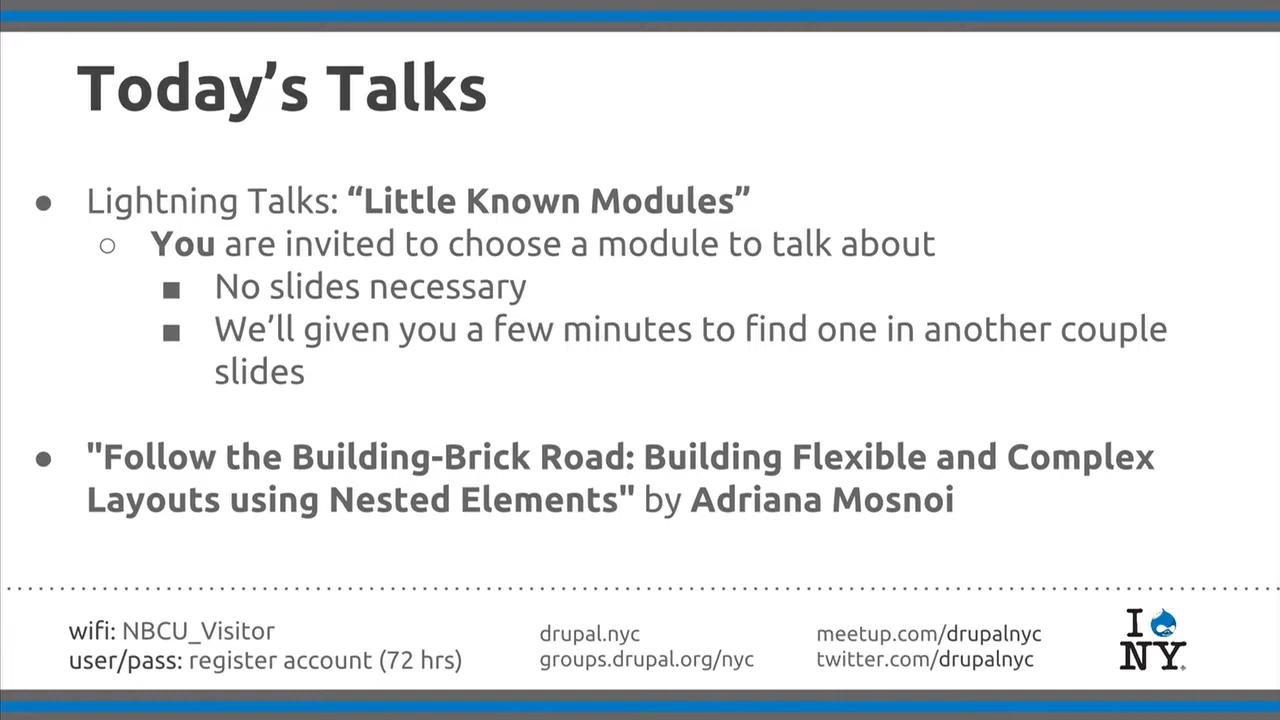 Today’s Talks
● Lightning Talks: “Little Known Modules”
○ You are invited to choose a module to talk about
■ No slides necessary
■ We’ll given you a few minutes to find one in another couple
slides
● "Follow the Building-Brick Road: Building Flexible and Complex
Layouts using Nested Elements" by Adriana Mosnoi
wifi: NBCU_Visitor
user/pass: register account (72 hrs)
drupal.nyc
groups.drupal.org/nyc
meetup.com/drupalnyc
twitter.com/drupalnyc
I
NY